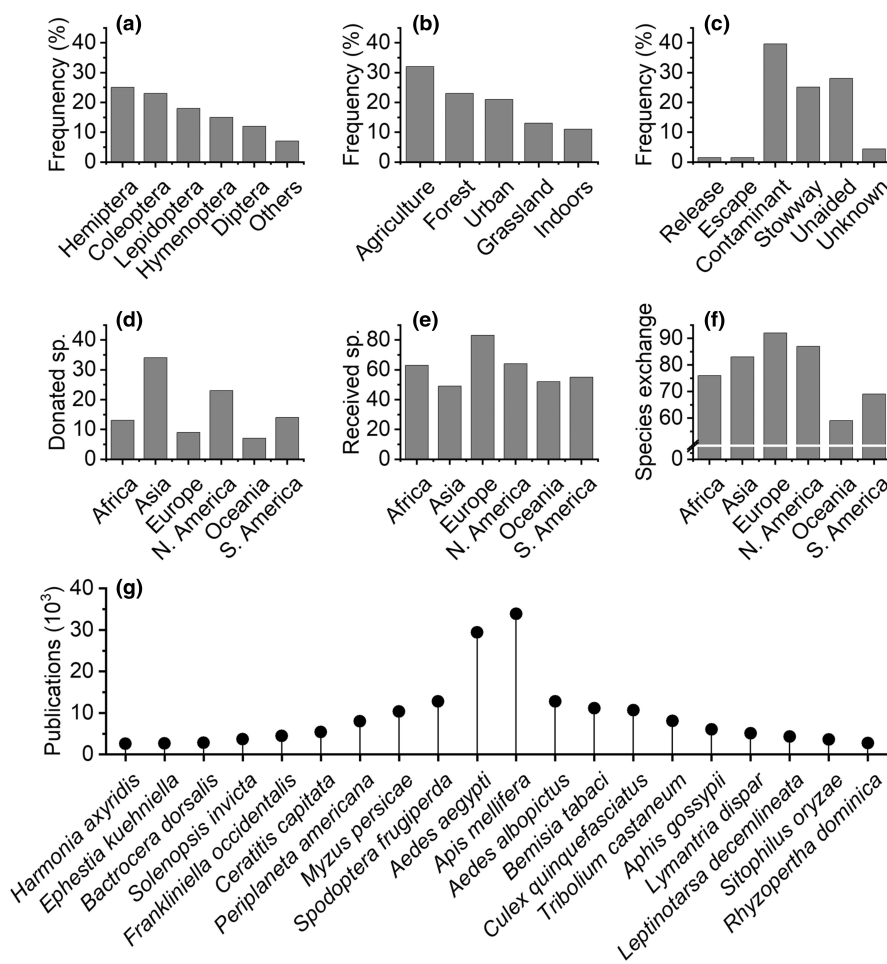 (a)
Frequnency (%)
40
30
20
10
0
Hemiptera
Coleoptera
Lepidoptera
Hymenoptera
Diptera
Others
(b)
Frequency (%)
40
30
20
10
0
Agriculture
Forest
Urban
Grassland
Indoors
(c)
Frequency (%)
40
30
20
10
0
Release
Escape
Contaminant
Stowway
Unaided
Unknown
(d)
Donated sp.
40
30
20
10
0
Africa
Asia
Europe
N. America
Oceania
S. America
(e)
Received sp.
80
60
40
20
0
Africa
Asia
Europe
N. America
Oceania
S. America
(f)
Species exchange
90
80
70
60
0
Africa
Asia
Europe
N. America
Oceania
S. America
(g)
Publications (10³)
40
30
20
10
0
Harmonia axyridis
Ephestia kuehniella
Bactrocera dorsalis
Solenopsis invicta
Frankliniella occidentalis
Ceratitis capitata
Periplaneta americana
Myzus persicae
Spodoptera frugiperda
Aedes aegypti
Apis mellifera
Aedes albopictus
Bemisia tabaci
Culex quinquefasciatus
Tribolium castaneum
Aphis gossypii
Lymantria dispar
Leptinotarsa decemlineata
Sitophilus oryzae
Rhyzopertha dominica